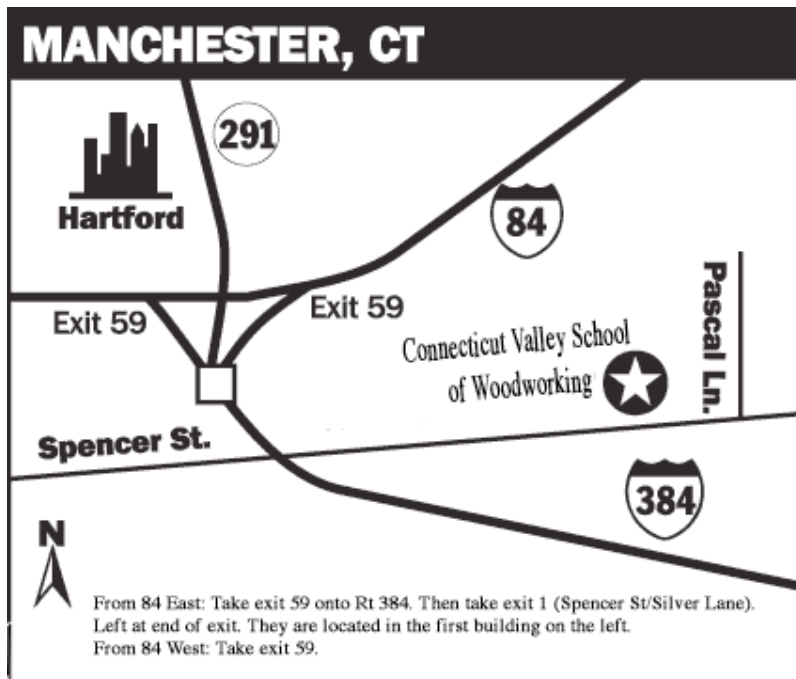 MANCHESTER, CT
291
Hartford
84
Exit 59
Exit 59
Pascal Ln.
Connecticut Valley School
of Woodworking
Spencer St.
384
N
From 84 East: Take exit 59 onto Rt 384. Then take exit 1 (Spencer St/Silver Lane).
Left at end of exit. They are located in the first building on the left.
From 84 West: Take exit 59.